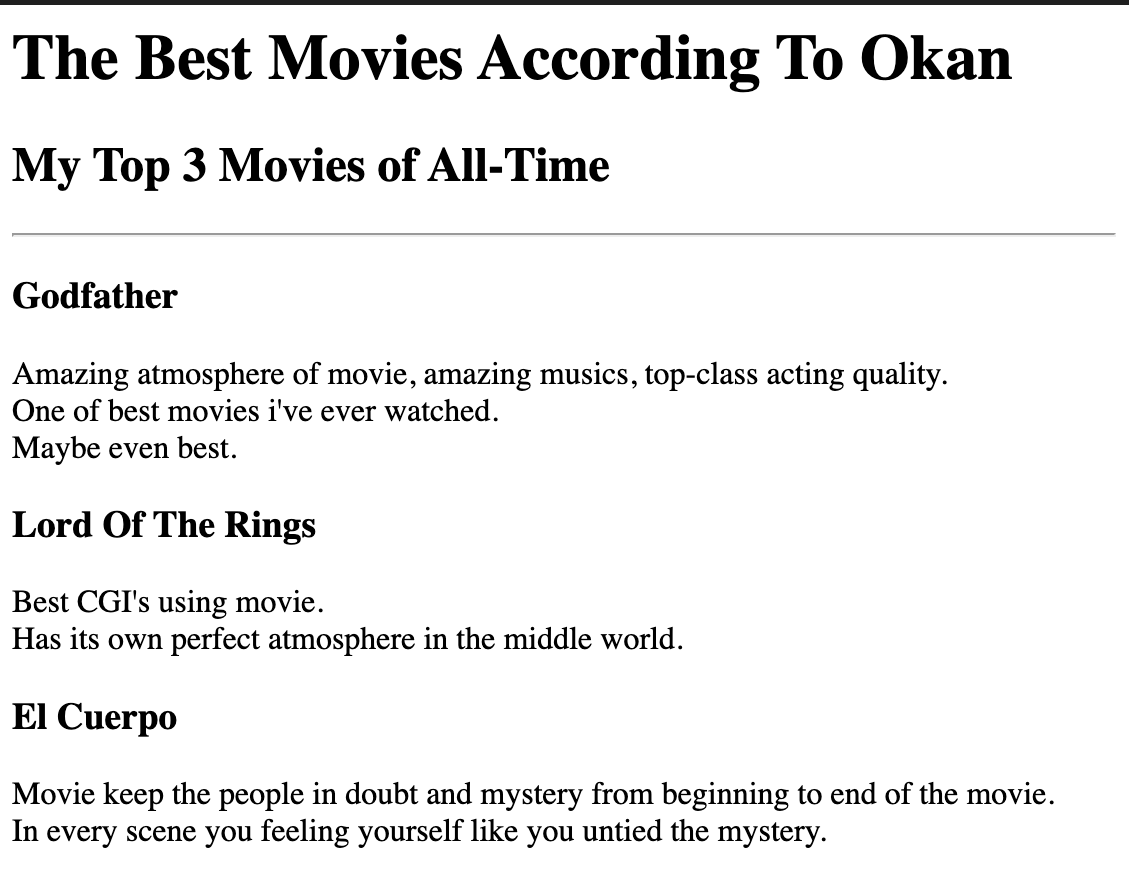 The Best Movies According To Okan
My Top 3 Movies of All-Time
Godfather
Amazing atmosphere of movie, amazing musics, top-class acting quality.
One of best movies i've ever watched.
Maybe even best.
Lord Of The Rings
Best CGI's using movie.
Has its own perfect atmosphere in the middle world.
El Cuerpo
Movie keep the people in doubt and mystery from beginning to end of the movie.
In every scene you feeling yourself like you untied the mystery.